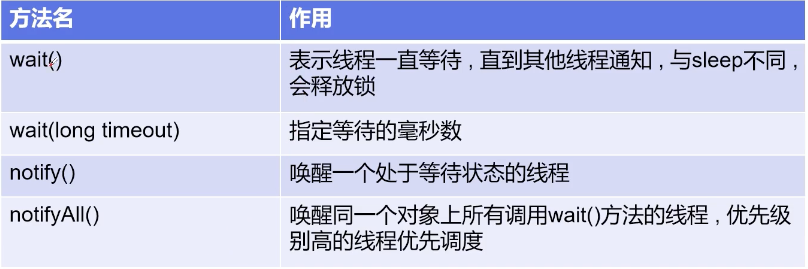 方法名 作用
wait() 表示线程一直等待，直到其他线程通知，与sleep不同，
会释放锁
wait(long timeout) 指定等待的毫秒数
notify() 唤醒一个处于等待状态的线程
notifyAll() 唤醒同一个对象上所有调用wait()方法的线程，优先级
别高的线程优先调度